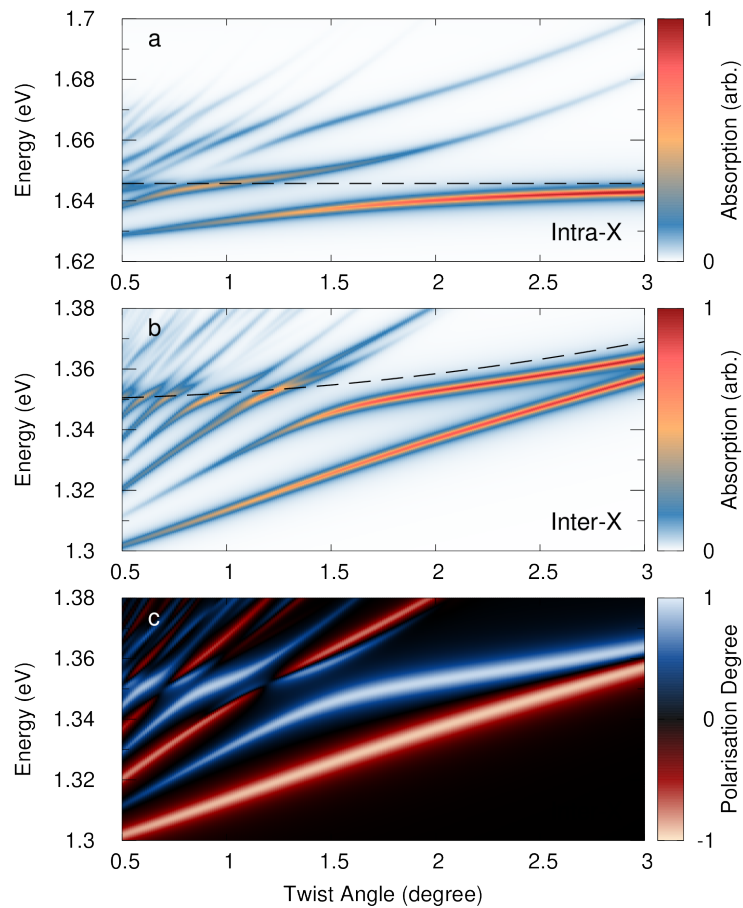 a
1.7
1.68
1.66
1.64
1.62
Energy (eV)
0.5 1 1.5 2 2.5 3
Intra-X
1
0
Absorption (arb.)
b
1.38
1.36
1.34
1.32
1.3
Energy (eV)
0.5 1 1.5 2 2.5 3
Inter-X
1
0
Absorption (arb.)
c
1.38
1.36
1.34
1.32
1.3
Energy (eV)
0.5 1 1.5 2 2.5 3
Twist Angle (degree)
1
0
-1
Polarisation Degree